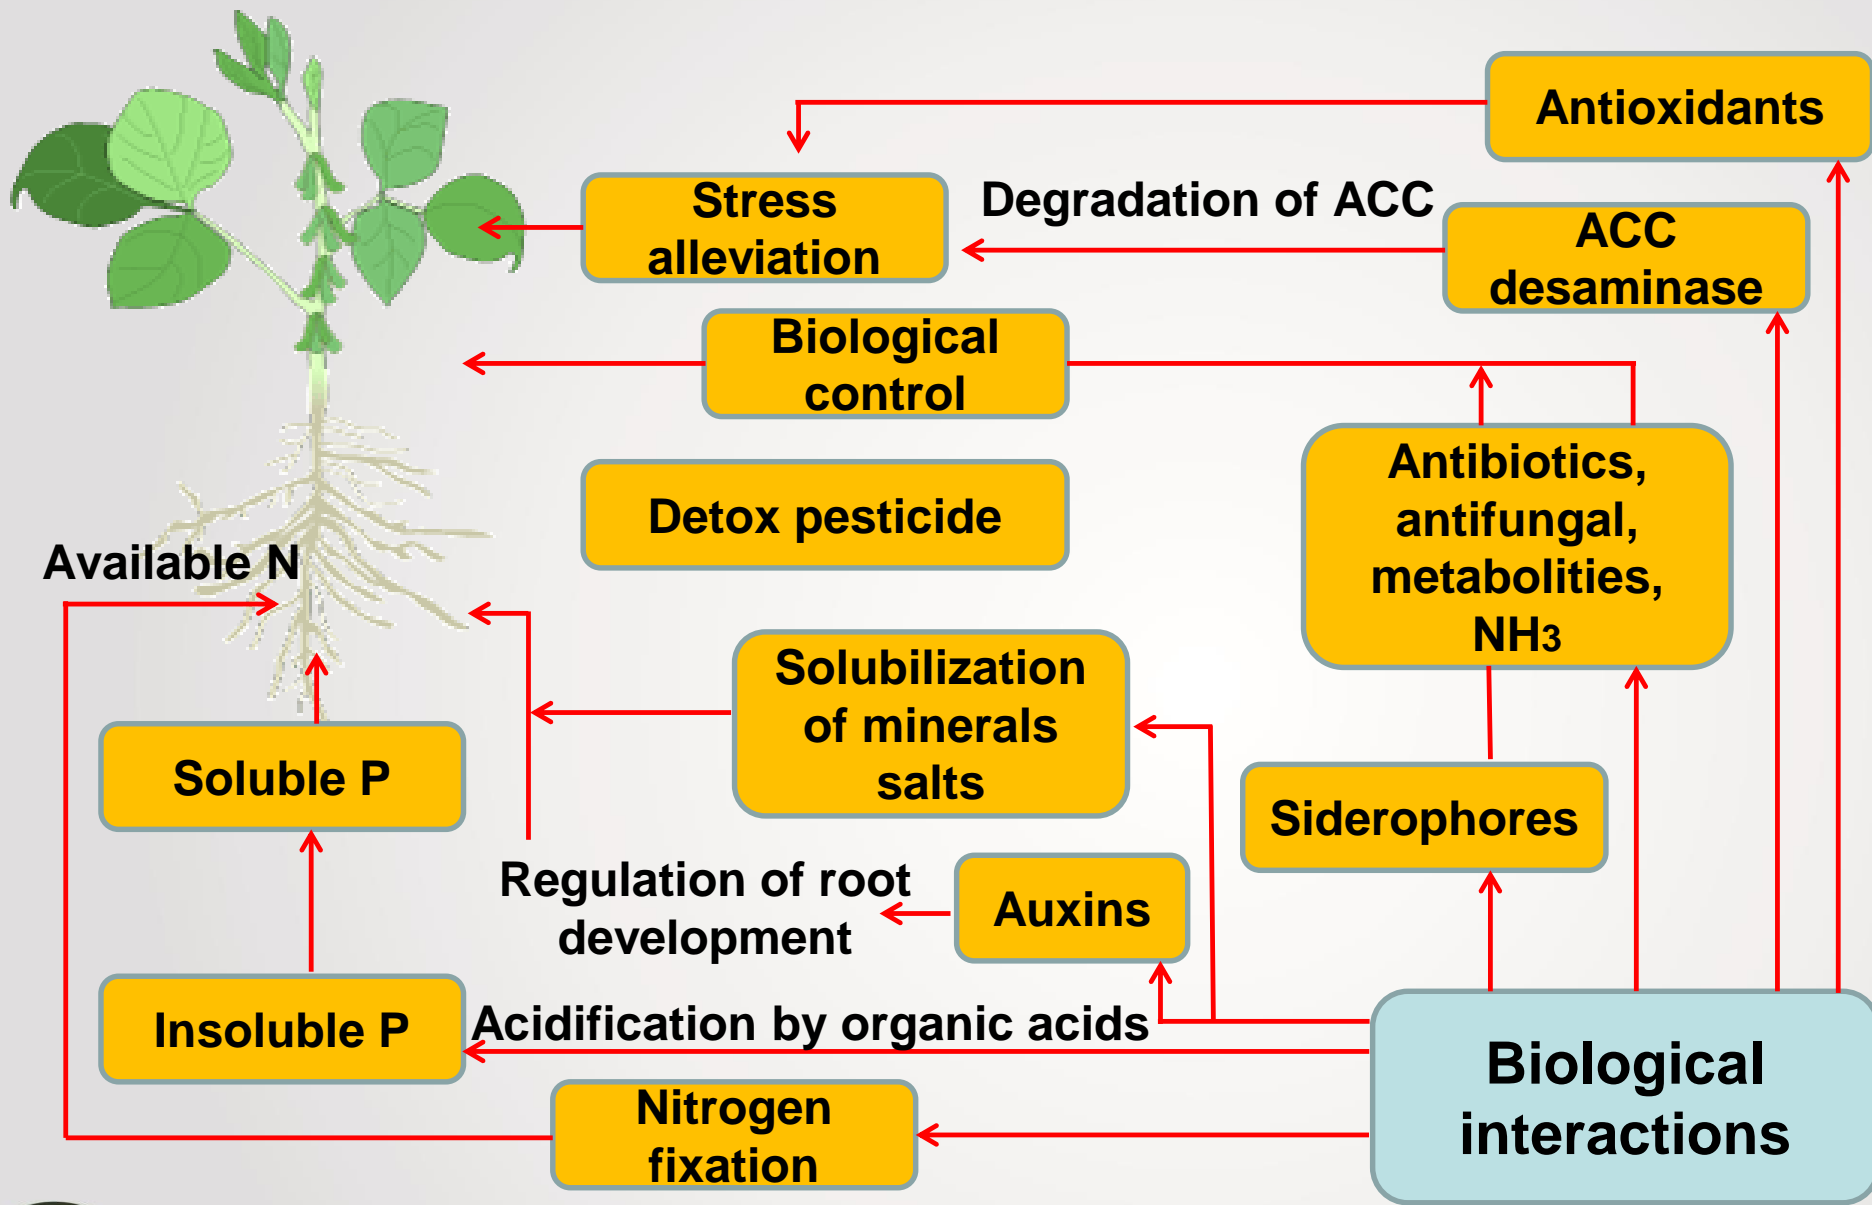 Antioxidants
Stress
alleviation
Degradation of ACC
ACC
desaminase
Biological
control
Antibiotics,
antifungal,
metabolities,
NH3
Detox pesticide
Available N
Solubilization
of minerals
salts
Soluble P
Siderophores
Regulation of root
development
Auxins
Insoluble P
Acidification by organic acids
Biological
interactions
Nitrogen
fixation